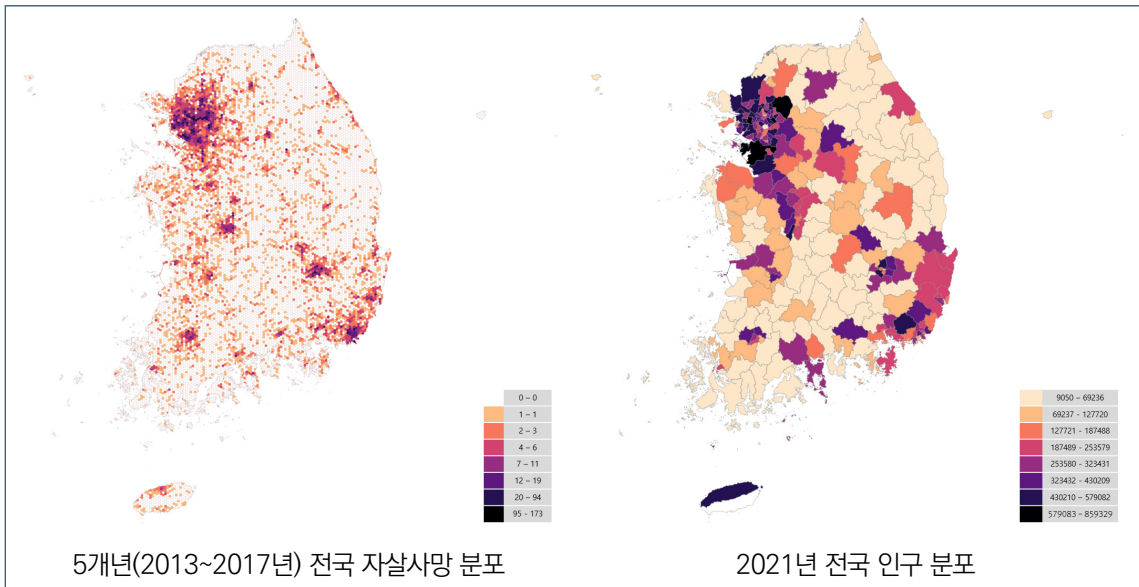 0 – 0
1 – 1
2 – 3
4 – 6
7 – 11
12 – 19
20 – 94
95 - 173
5개년(2013~2017년) 전국 자살사망 분포
9050 – 69236
69237 - 127720
127721 - 187488
187489 - 253579
253580 - 323431
323432 - 430209
430210 - 579082
579083 – 859329
2021년 전국 인구 분포